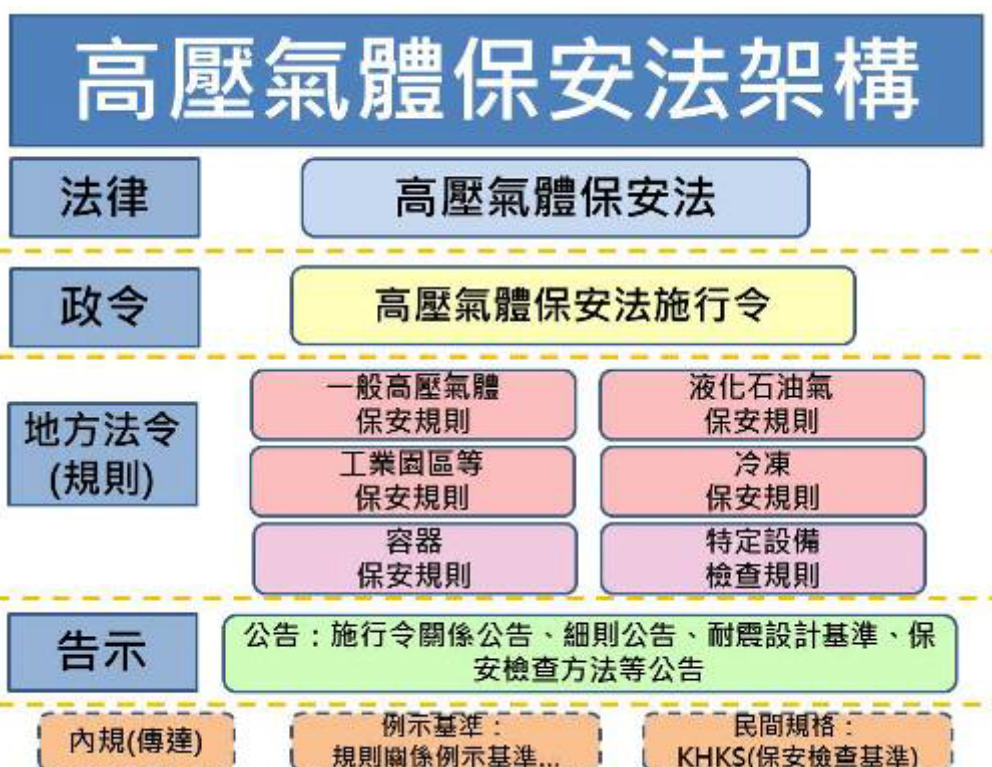 高壓氣體保安法架構
法律
高壓氣體保安法
政令
高壓氣體保安法施行令
地方法令
(規則)
一般高壓氣體
保安規則
液化石油氣
保安規則
工業園區等
保安規則
冷凍
保安規則
容器
保安規則
特定設備
檢查規則
告示
公告：施行令關係公告、細則公告、耐震設計基準、保
安檢查方法等公告
內規(傳達)
例示基準：
規則關係例示基準...
民間規格：
KHKS(保安檢查基準)